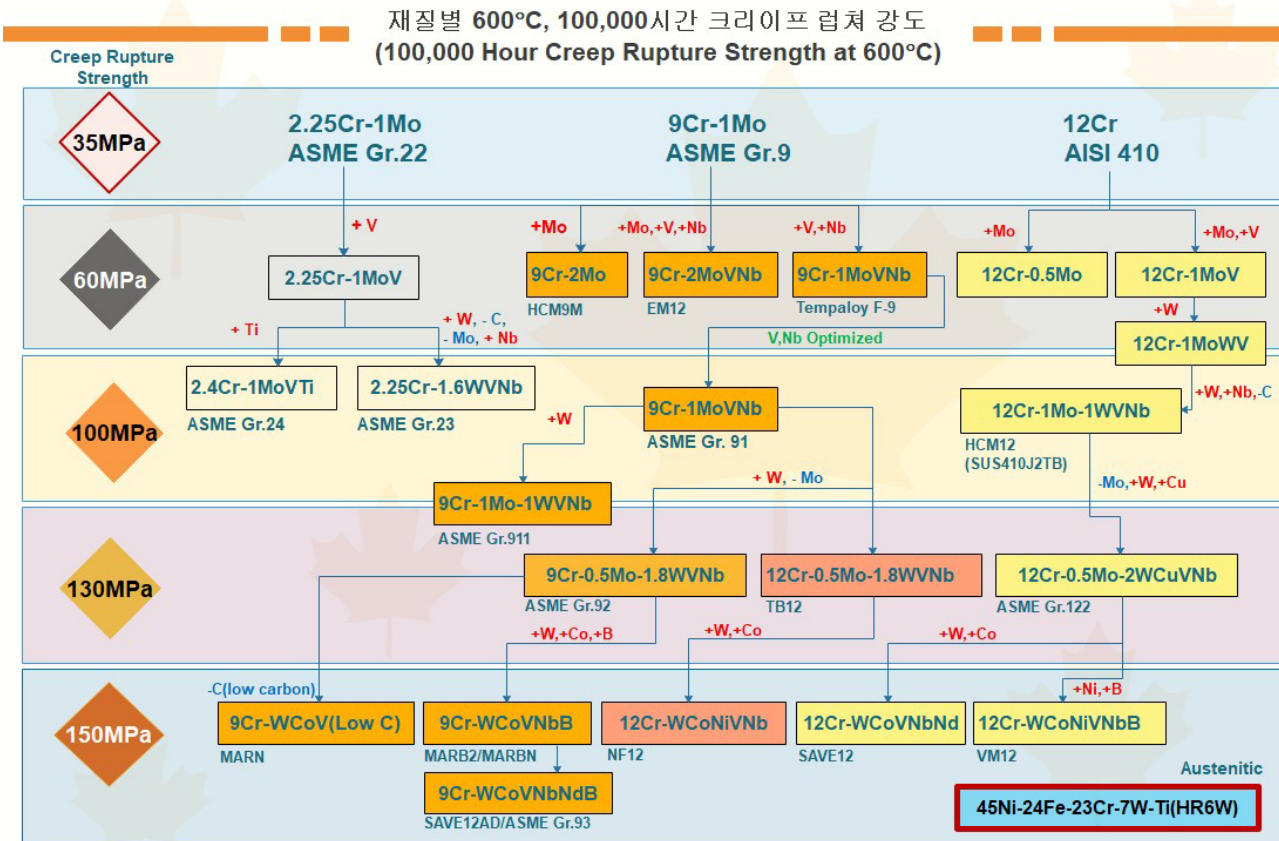 재질별 600°C, 100,000시간 크리이프 럽쳐 강도
(100,000 Hour Creep Rupture Strength at 600°C)
Creep Rupture
Strength
35MPa
2.25Cr-1Mo
ASME Gr.22
9Cr-1Mo
ASME Gr.9
12Cr
AISI 410
60MPa
+ V
+Mo
+Mo,+V,+Nb
+V,+Nb
+Mo
+Mo,+V
2.25Cr-1MoV
9Cr-2Mo
HCM9M
9Cr-2MoVNb
EM12
9Cr-1MoVNb
Tempaloy F-9
12Cr-0.5Mo
12Cr-1MoV
+W
12Cr-1MoWV
+ Ti
+ W, - C,
- Mo, + Nb
V,Nb Optimized
100MPa
2.4Cr-1MoVTi
ASME Gr.24
2.25Cr-1.6WVNb
ASME Gr.23
+W
9Cr-1MoVNb
ASME Gr. 91
+W,+Nb,-C
12Cr-1Mo-1WVNb
HCM12
(SUS410J2TB)
+ W, - Mo
-Mo,+W,+Cu
9Cr-1Mo-1WVNb
ASME Gr.911
130MPa
9Cr-0.5Mo-1.8WVNb
ASME Gr.92
12Cr-0.5Mo-1.8WVNb
TB12
12Cr-0.5Mo-2WCuVNb
ASME Gr.122
+W,+Co,+B
+W,+Co
+W,+Co
150MPa
-C(low carbon)
+Ni,+B
9Cr-WCoV(Low C)
MARN
9Cr-WCoVNbB
MARB2/MARBN
12Cr-WCoNiVNb
NF12
12Cr-WCoVNbNd
SAVE12
12Cr-WCoNiVNbB
VM12
9Cr-WCoVNbNdB
SAVE12AD/ASME Gr.93
Austenitic
45Ni-24Fe-23Cr-7W-Ti(HR6W)